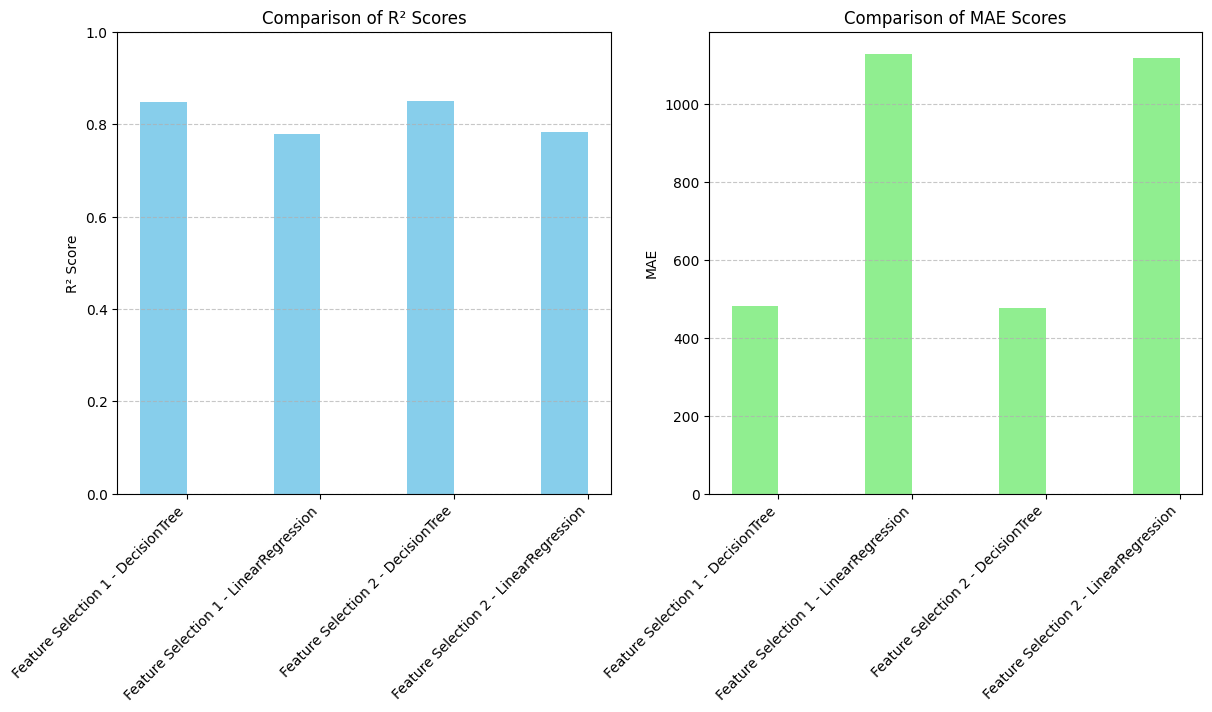 Comparison of R² Scores
R² Score
1.0
0.8
0.6
0.4
0.2
0.0
Feature Selection 1 - DecisionTree
Feature Selection 1 - LinearRegression
Feature Selection 2 - DecisionTree
Feature Selection 2 - LinearRegression
Comparison of MAE Scores
MAE
1000
800
600
400
200
0
Feature Selection 1 - DecisionTree
Feature Selection 1 - LinearRegression
Feature Selection 2 - DecisionTree
Feature Selection 2 - LinearRegression